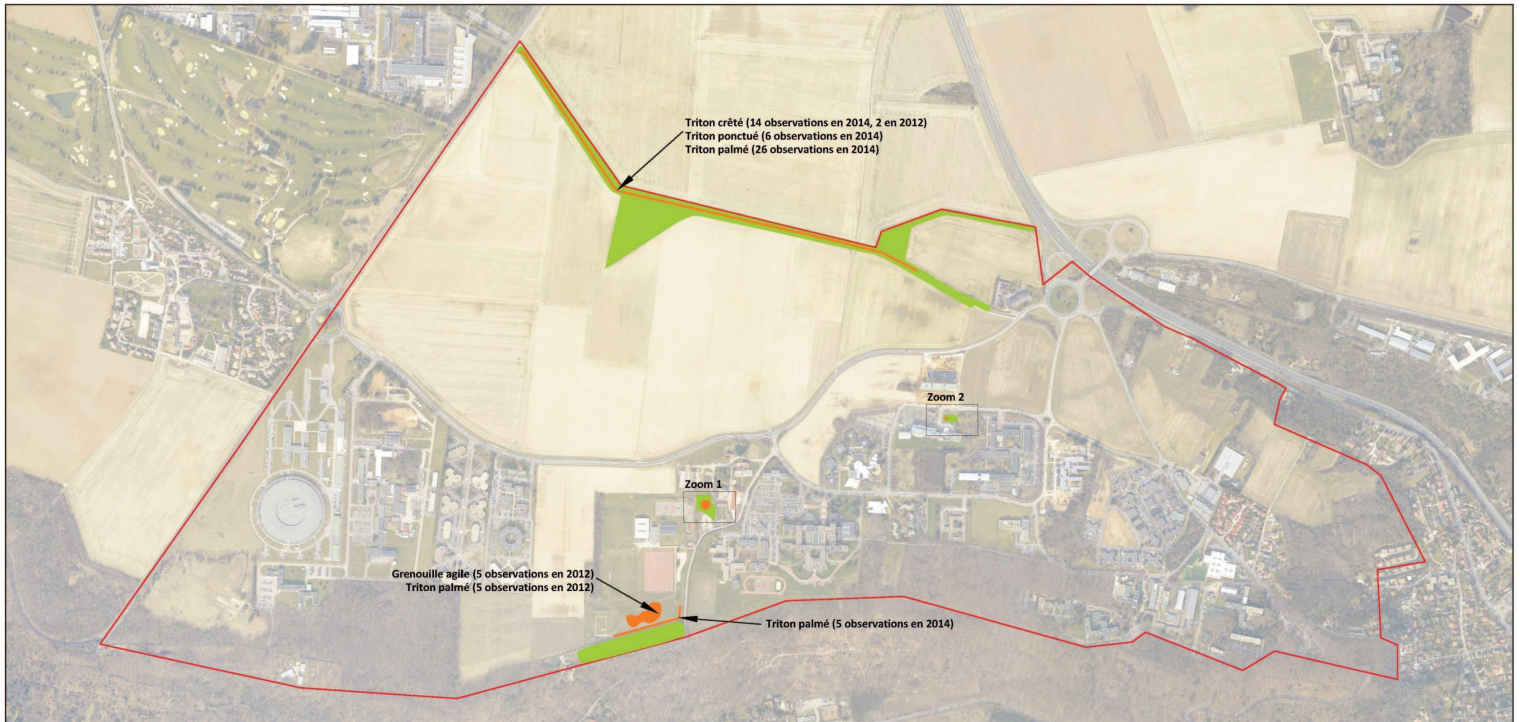 Triton crêté (14 observations en 2014, 2 en 2012)
Triton ponctué (6 observations en 2014)
Triton palmé (26 observations en 2014)
Zoom 2
Zoom 1
Grenouille agile (5 observations en 2012)
Triton palmé (5 observations en 2012)
Triton palmé (5 observations en 2014)